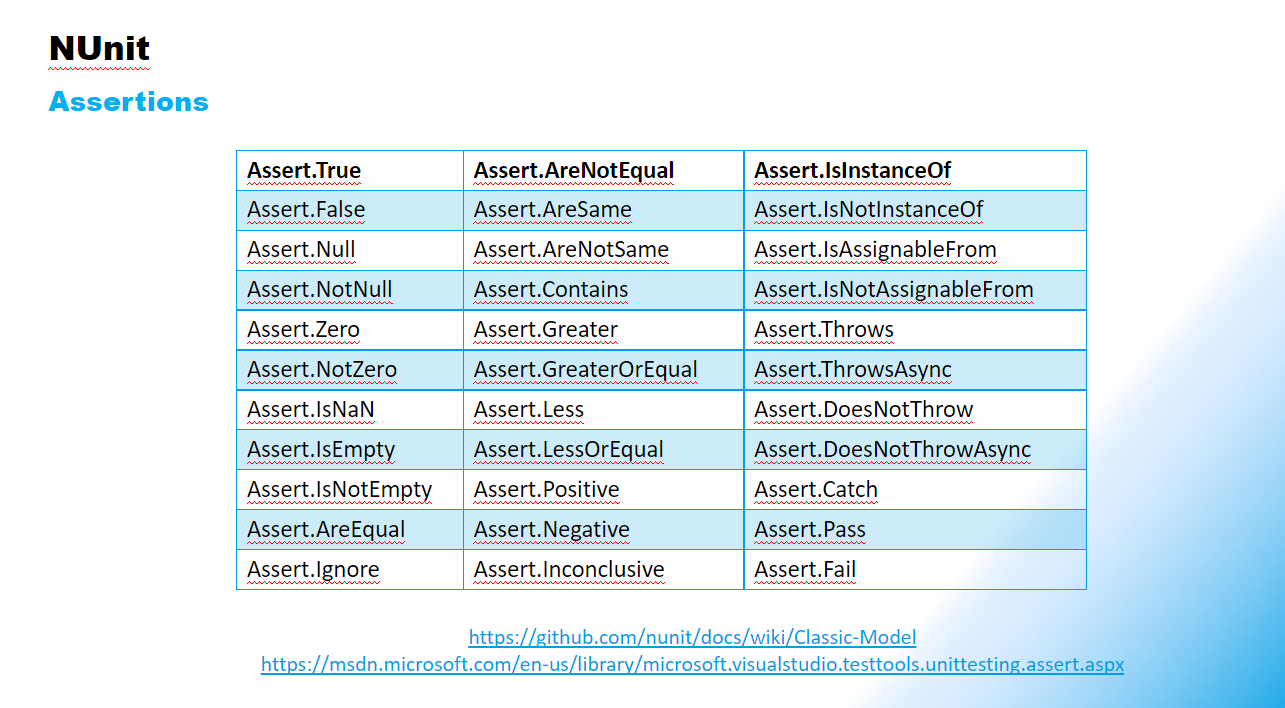 NUnit
Assertions
Assert.True Assert.AreNotEqual Assert.IsInstanceOf
Assert.False Assert.AreSame Assert.IsNotInstanceOf
Assert.Null Assert.AreNotSame Assert.IsAssignableFrom
Assert.NotNull Assert.Contains Assert.IsNotAssignableFrom
Assert.Zero Assert.Greater Assert.Throws
Assert.NotZero Assert.GreaterOrEqual Assert.ThrowsAsync
Assert.IsNaN Assert.Less Assert.DoesNotThrow
Assert.IsEmpty Assert.LessOrEqual Assert.DoesNotThrowAsync
Assert.IsNotEmpty Assert.Positive Assert.Catch
Assert.AreEqual Assert.Negative Assert.Pass
Assert.Ignore Assert.Inconclusive Assert.Fail
https://github.com/nunit/docs/wiki/Classic-Model
https://msdn.microsoft.com/en-us/library/microsoft.visualstudio.testtools.unittesting.assert.aspx